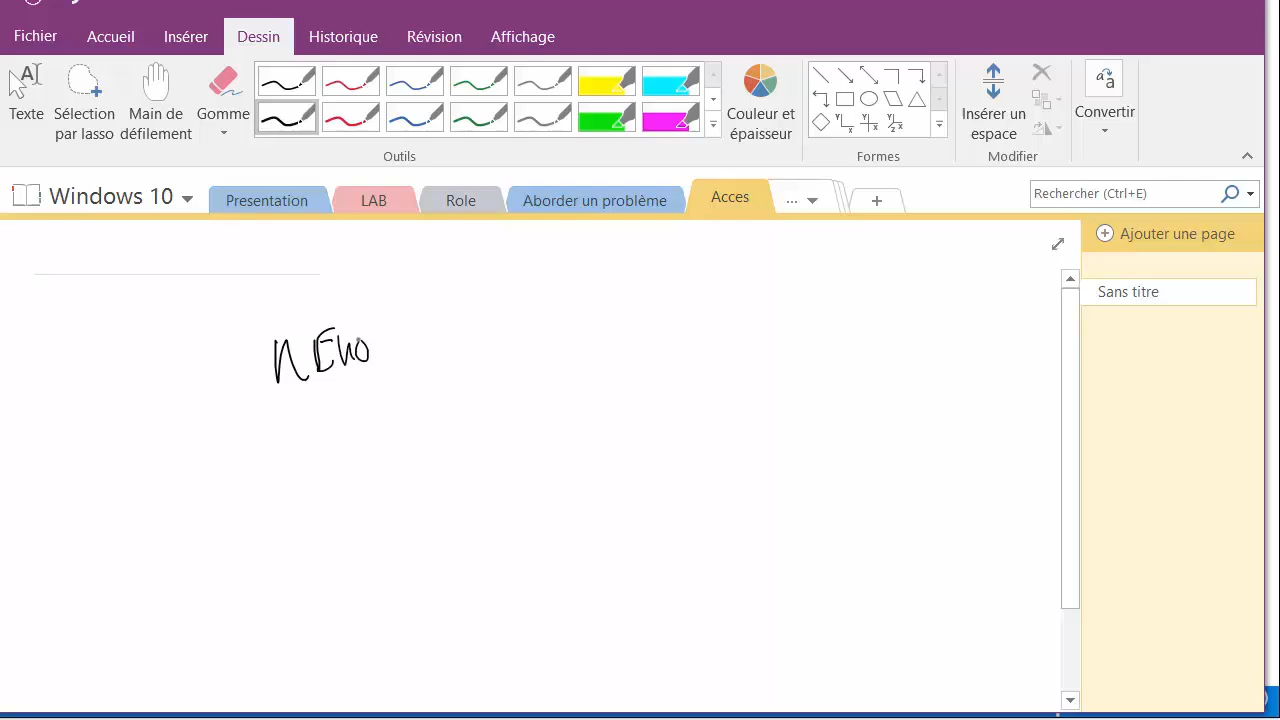 Fichier Accueil Insérer Dessin Historique Révision Affichage
Texte Sélection par lasso Main de défilement Gomme Couleur et épaisseur Insérer un espace Convertir
Outils Formes Modifier
Windows 10 Presentation LAB Role Aborder un problème Acces ... + Rechercher (Ctrl+E)
Ajouter une page
Sans titre